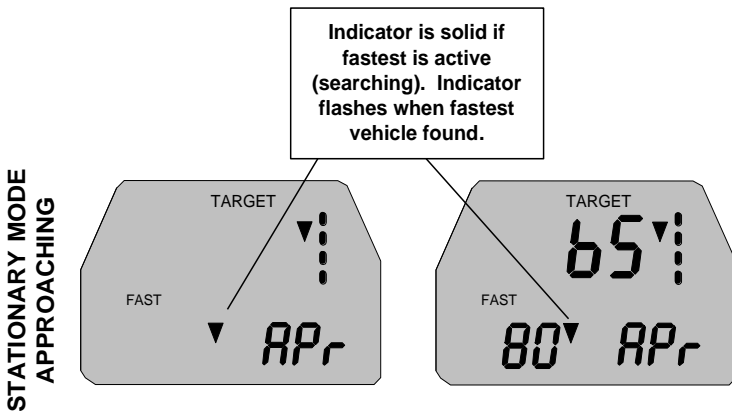 Indicator is solid if
fastest is active
(searching). Indicator
flashes when fastest
vehicle found.
STATIONARY MODE
APPROACHING
TARGET
FAST
APr
TARGET
65
FAST
80 APr